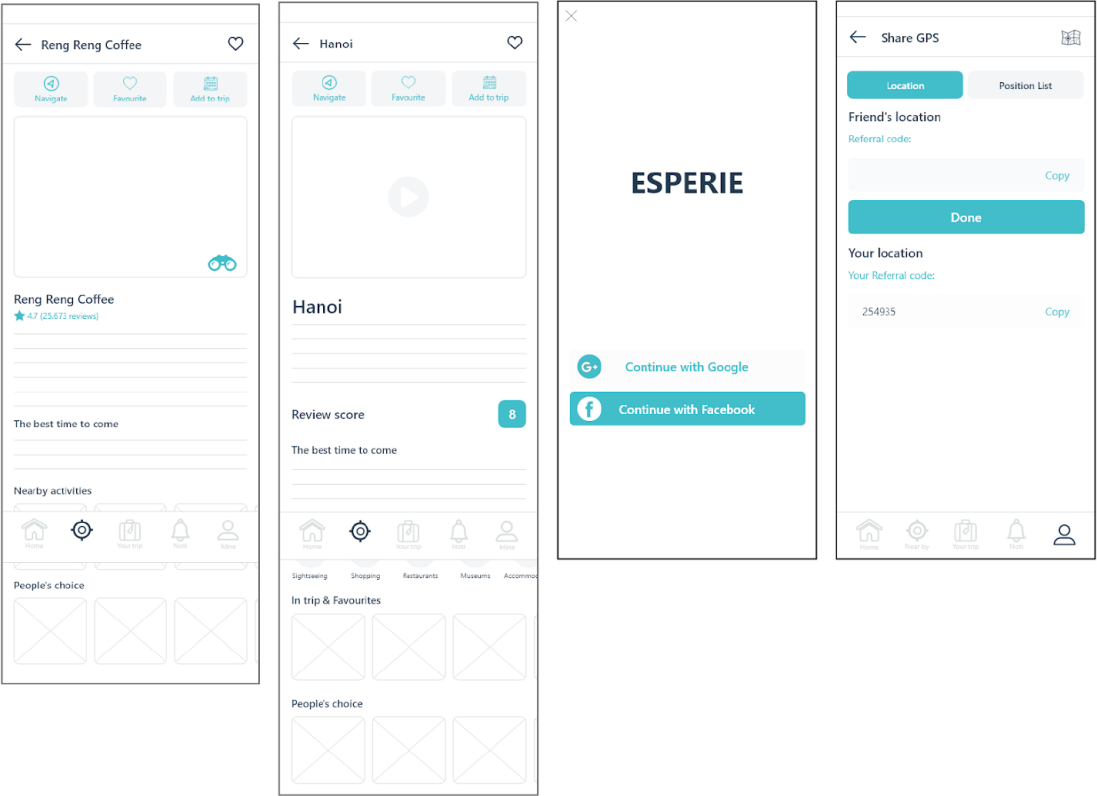 Reng Reng Coffee
Navigate
Favourite
Add to trip
Reng Reng Coffee
4.7 (25.673 reviews)
The best time to come
Nearby activities
Home
Your trip
Noti
Mine
People's choice
Hanoi
Navigate
Favourite
Add to trip
Hanoi
Review score
8
The best time to come
Home
Your trip
Noti
Mine
Sightseeing
Shopping
Restaurants
Museums
Accommod
In trip & Favourites
People's choice
ESPERIE
G+
Continue with Google
f
Continue with Facebook
Share GPS
Location
Position List
Friend's location
Referral code:
Copy
Done
Your location
Your Referral code:
254935
Copy
Home
Near by
Your trip
Noti